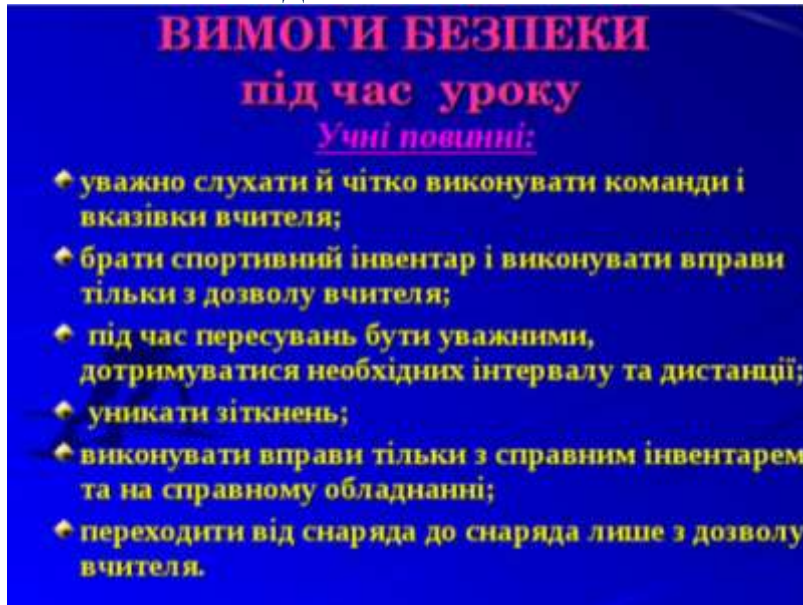 ВИМОГИ БЕЗПЕКИ
під час уроку
Учні повинні:
уважно слухати й чітко виконувати команди і
вказівки вчителя;
брати спортивний інвентар і виконувати вправи
тільки з дозволу вчителя;
під час пересувань бути уважними,
дотримуватися необхідних інтервалу та дистанції;
уникати зіткнень;
виконувати вправи тільки з справним інвентарем
та на справному обладнанні;
переходити від снаряда до снаряда лише з дозволу
вчителя.